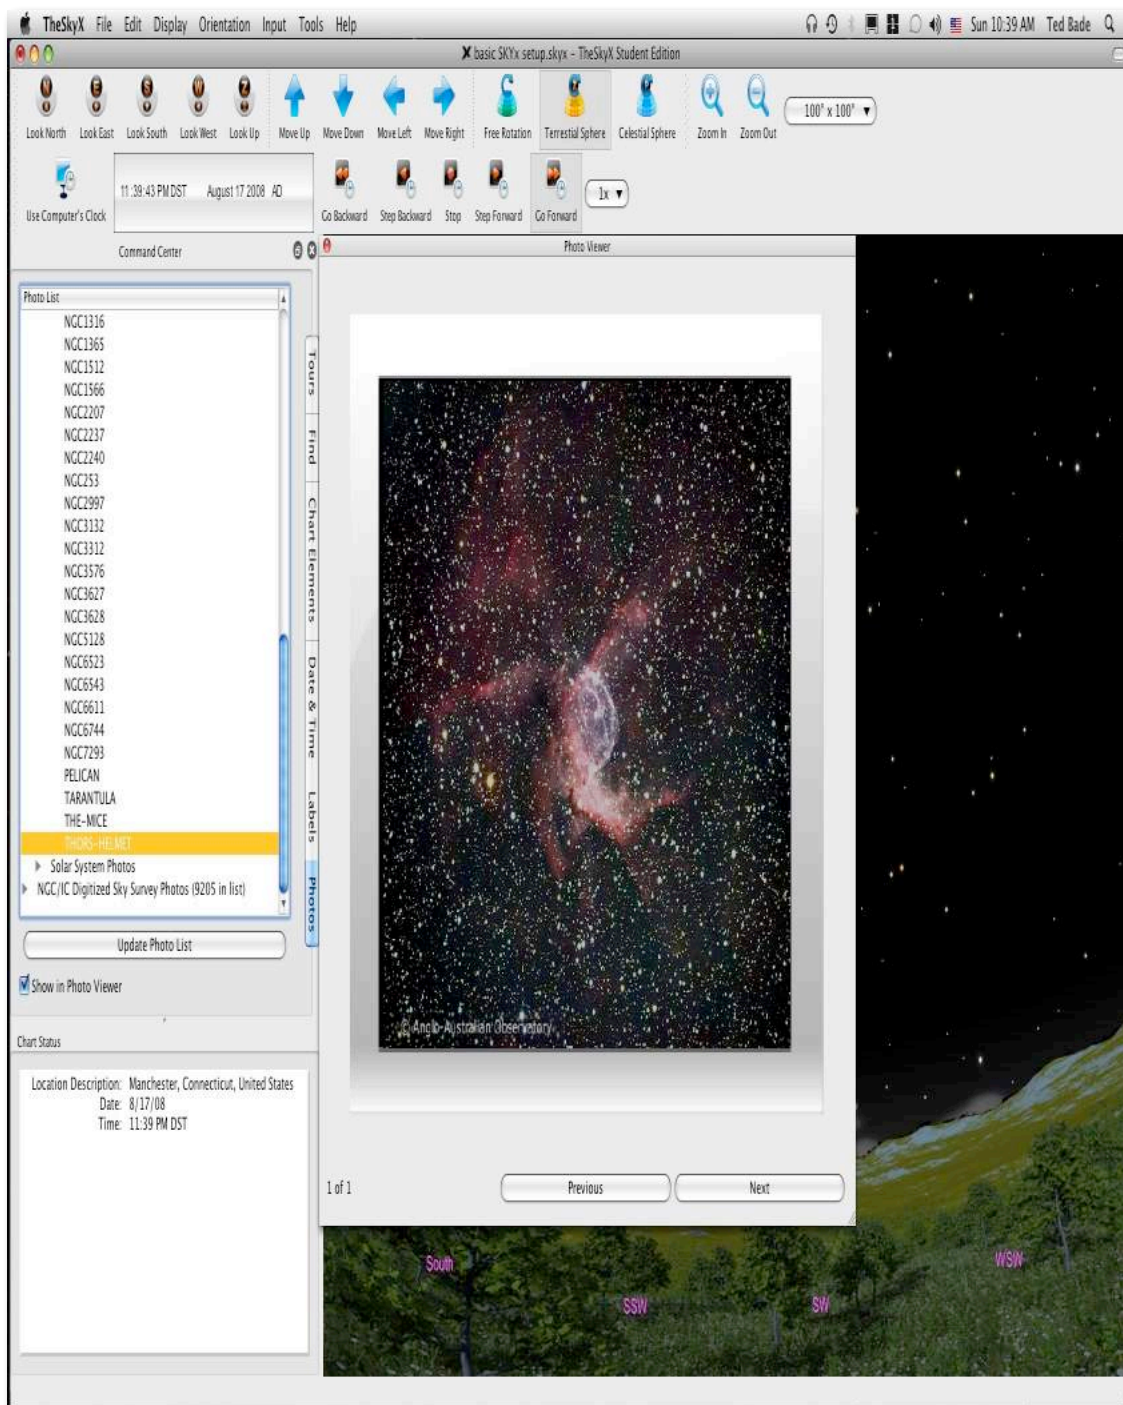 TheSkyX File Edit Display Orientation Input Tools Help Sun 10:39 AM Ted Bade
X basic SKYx setup.skyx - TheSkyX Student Edition
N E S W Z
Look North Look East Look South Look West Look Up Move Up Move Down Move Left Move Right Free Rotation Terrestial Sphere Celestial Sphere Zoom In Zoom Out 100° x 100°
Use Computer's Clock 11:39:43 PM DST August 17 2008 AD Go Backward Step Backward Stop Step Forward Go Forward 1x
Command Center
Photo List
NGC1316
NGC1365
NGC1512
NGC1566
NGC2207
NGC2237
NGC2240
NGC253
NGC2997
NGC3132
NGC3312
NGC3576
NGC3627
NGC3628
NGC5128
NGC6523
NGC6543
NGC6611
NGC6744
NGC7293
PELICAN
TARANTULA
THE-MICE
THORS-HELMET
Solar System Photos
NGC/IC Digitized Sky Survey Photos (9205 in list)
Update Photo List
Show in Photo Viewer
Tours
Find
Chart Elements
Date & Time
Labels
Photos
Chart Status
Location Description: Manchester, Connecticut, United States
Date: 8/17/08
Time: 11:39 PM DST
Photo Viewer
© Anglo-Australian Observatory
1 of 1 Previous Next
South
SSW
SW
WSW